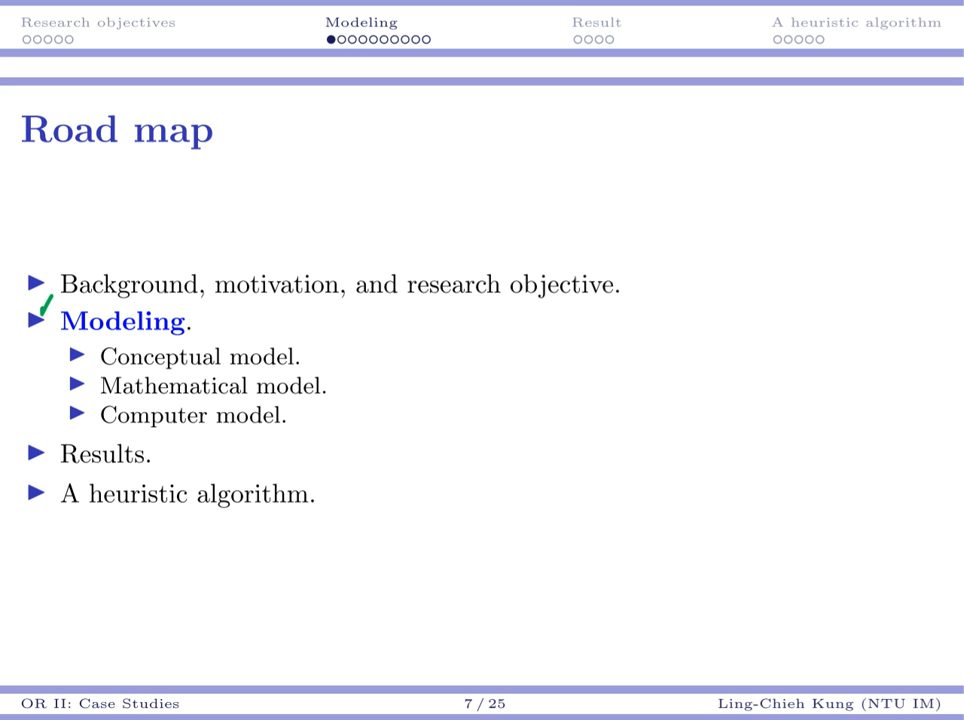 Research objectives Modeling Result A heuristic algorithm
Road map
Background, motivation, and research objective.
Modeling.
Conceptual model.
Mathematical model.
Computer model.
Results.
A heuristic algorithm.
OR II: Case Studies 7 / 25 Ling-Chieh Kung (NTU IM)